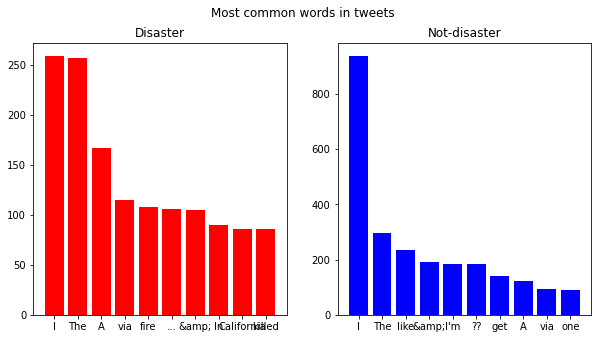 Most common words in tweets
Disaster
250
200
150
100
50
0
I The A via fire ... &amp; In California killed
Not-disaster
800
600
400
200
0
I The like &amp; I'm ?? get A via one